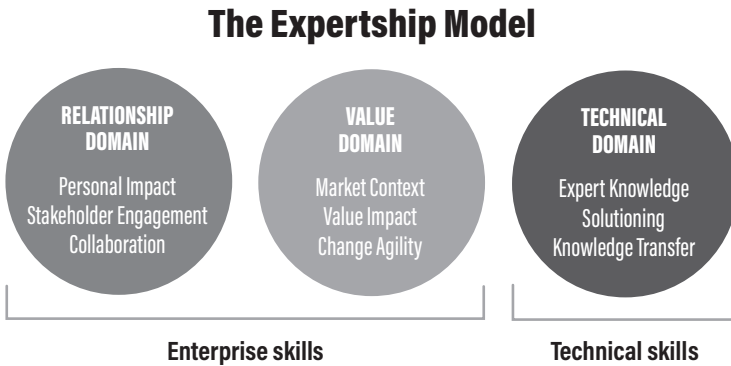 The Expertship Model
RELATIONSHIP
DOMAIN
Personal Impact
Stakeholder Engagement
Collaboration
VALUE
DOMAIN
Market Context
Value Impact
Change Agility
TECHNICAL
DOMAIN
Expert Knowledge
Solutioning
Knowledge Transfer
Enterprise skills
Technical skills